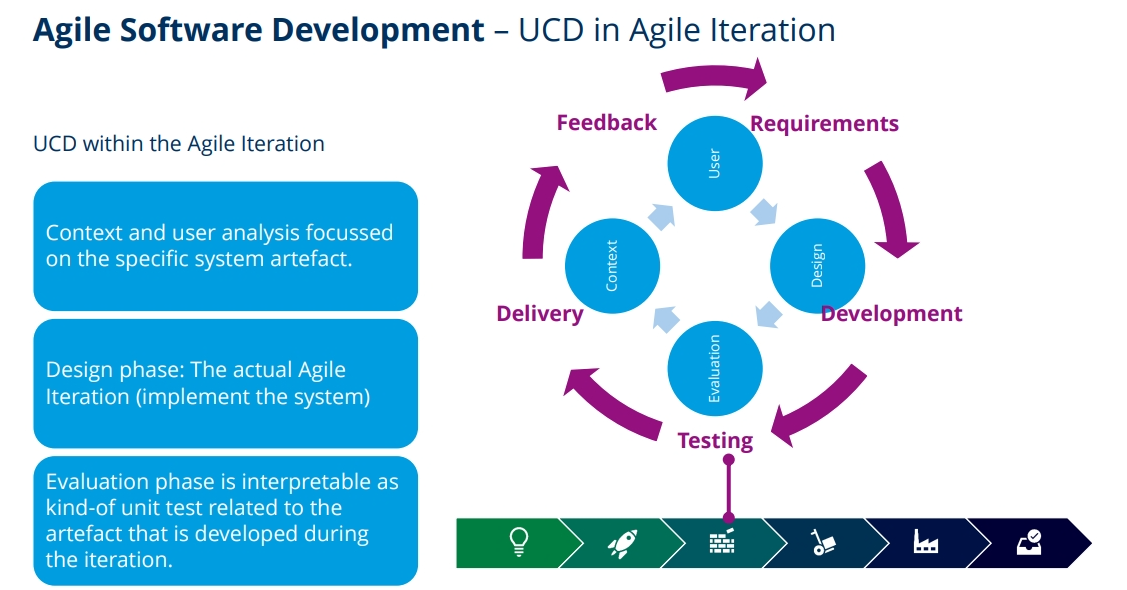 Agile Software Development – UCD in Agile Iteration
UCD within the Agile Iteration
Context and user analysis focussed
on the specific system artefact.
Design phase: The actual Agile
Iteration (implement the system)
Evaluation phase is interpretable as
kind-of unit test related to the
artefact that is developed during
the iteration.
Feedback
Requirements
User
Context
Design
Delivery
Development
Evaluation
Testing